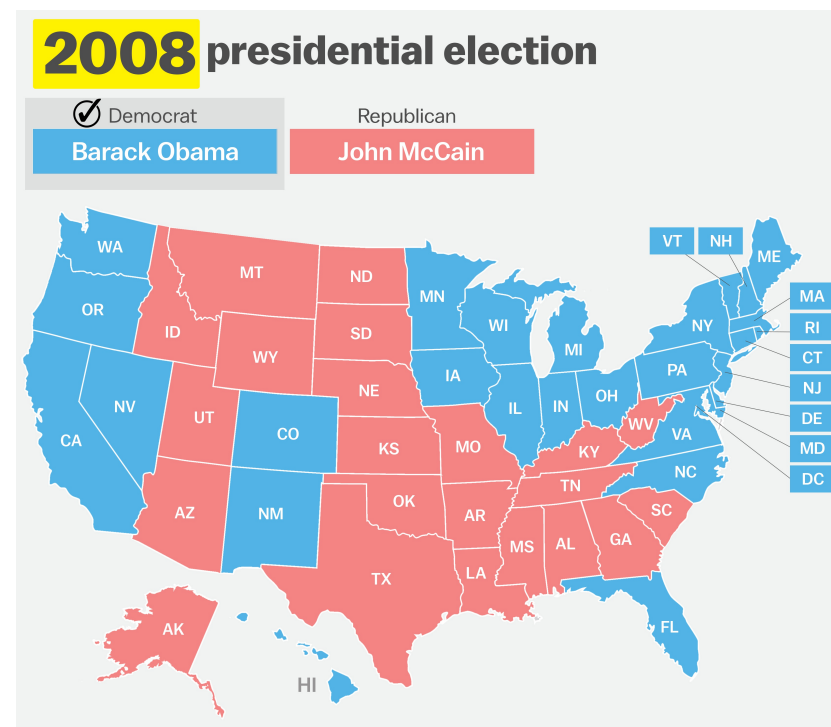 2008 presidential election
Democrat Republican
Barack Obama John McCain
WA
VT NH
ME
MT ND
MN
MA
OR
ID
SD
WI
NY
RI
MI
WY
CT
PA
IA
NE
NJ
NV
UT
IL IN OH
DE
CO
CA
KS
MO
KY
WV
VA
MD
NC
DC
AZ
NM
OK
AR
TN
SC
MS AL GA
TX
LA
AK
FL
HI